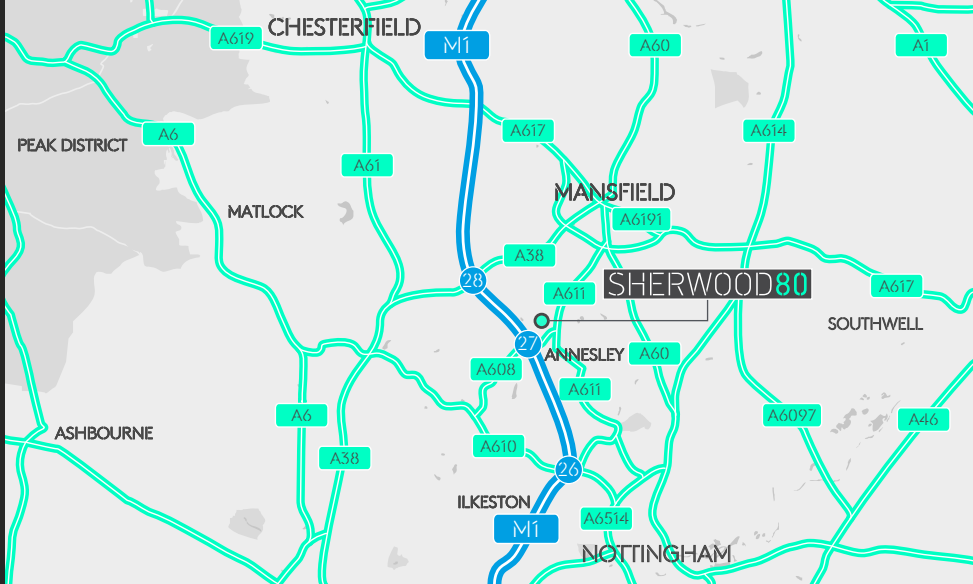 CHESTERFIELD
A619
M1
A60
A1
A617
A614
A6
PEAK DISTRICT
A61
MANSFIELD
MATLOCK
A6191
A38
28
SHERWOOD80
A617
A611
SOUTHWELL
27
ANNESLEY
A60
A608
A611
A6
A6097
A46
ASHBOURNE
A610
A38
26
ILKESTON
A6514
M1
NOTTINGHAM